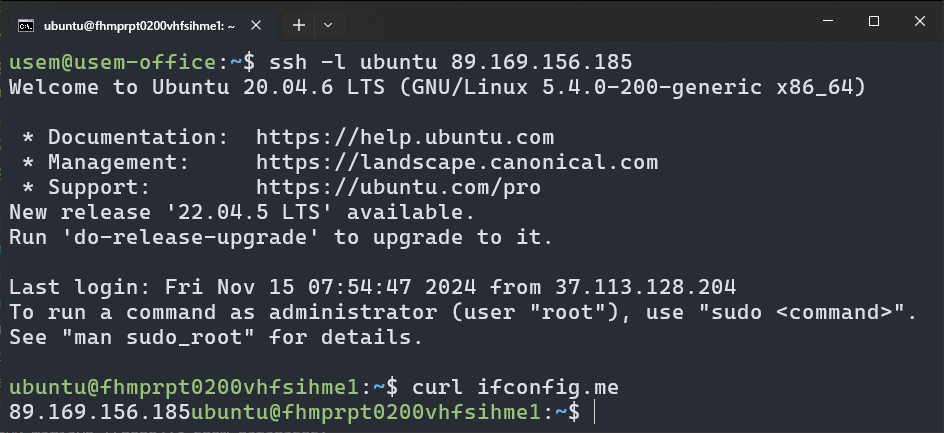 ubuntu@fhmprpt0200vhfsihme1: ~
usem@usem-office:~$ ssh -l ubuntu 89.169.156.185
Welcome to Ubuntu 20.04.6 LTS (GNU/Linux 5.4.0-200-generic x86_64)
* Documentation:  https://help.ubuntu.com
* Management:     https://landscape.canonical.com
* Support:        https://ubuntu.com/pro
New release '22.04.5 LTS' available.
Run 'do-release-upgrade' to upgrade to it.
Last login: Fri Nov 15 07:54:47 2024 from 37.113.128.204
To run a command as administrator (user "root"), use "sudo <command>".
See "man sudo_root" for details.
ubuntu@fhmprpt0200vhfsihme1:~$ curl ifconfig.me
89.169.156.185ubuntu@fhmprpt0200vhfsihme1:~$